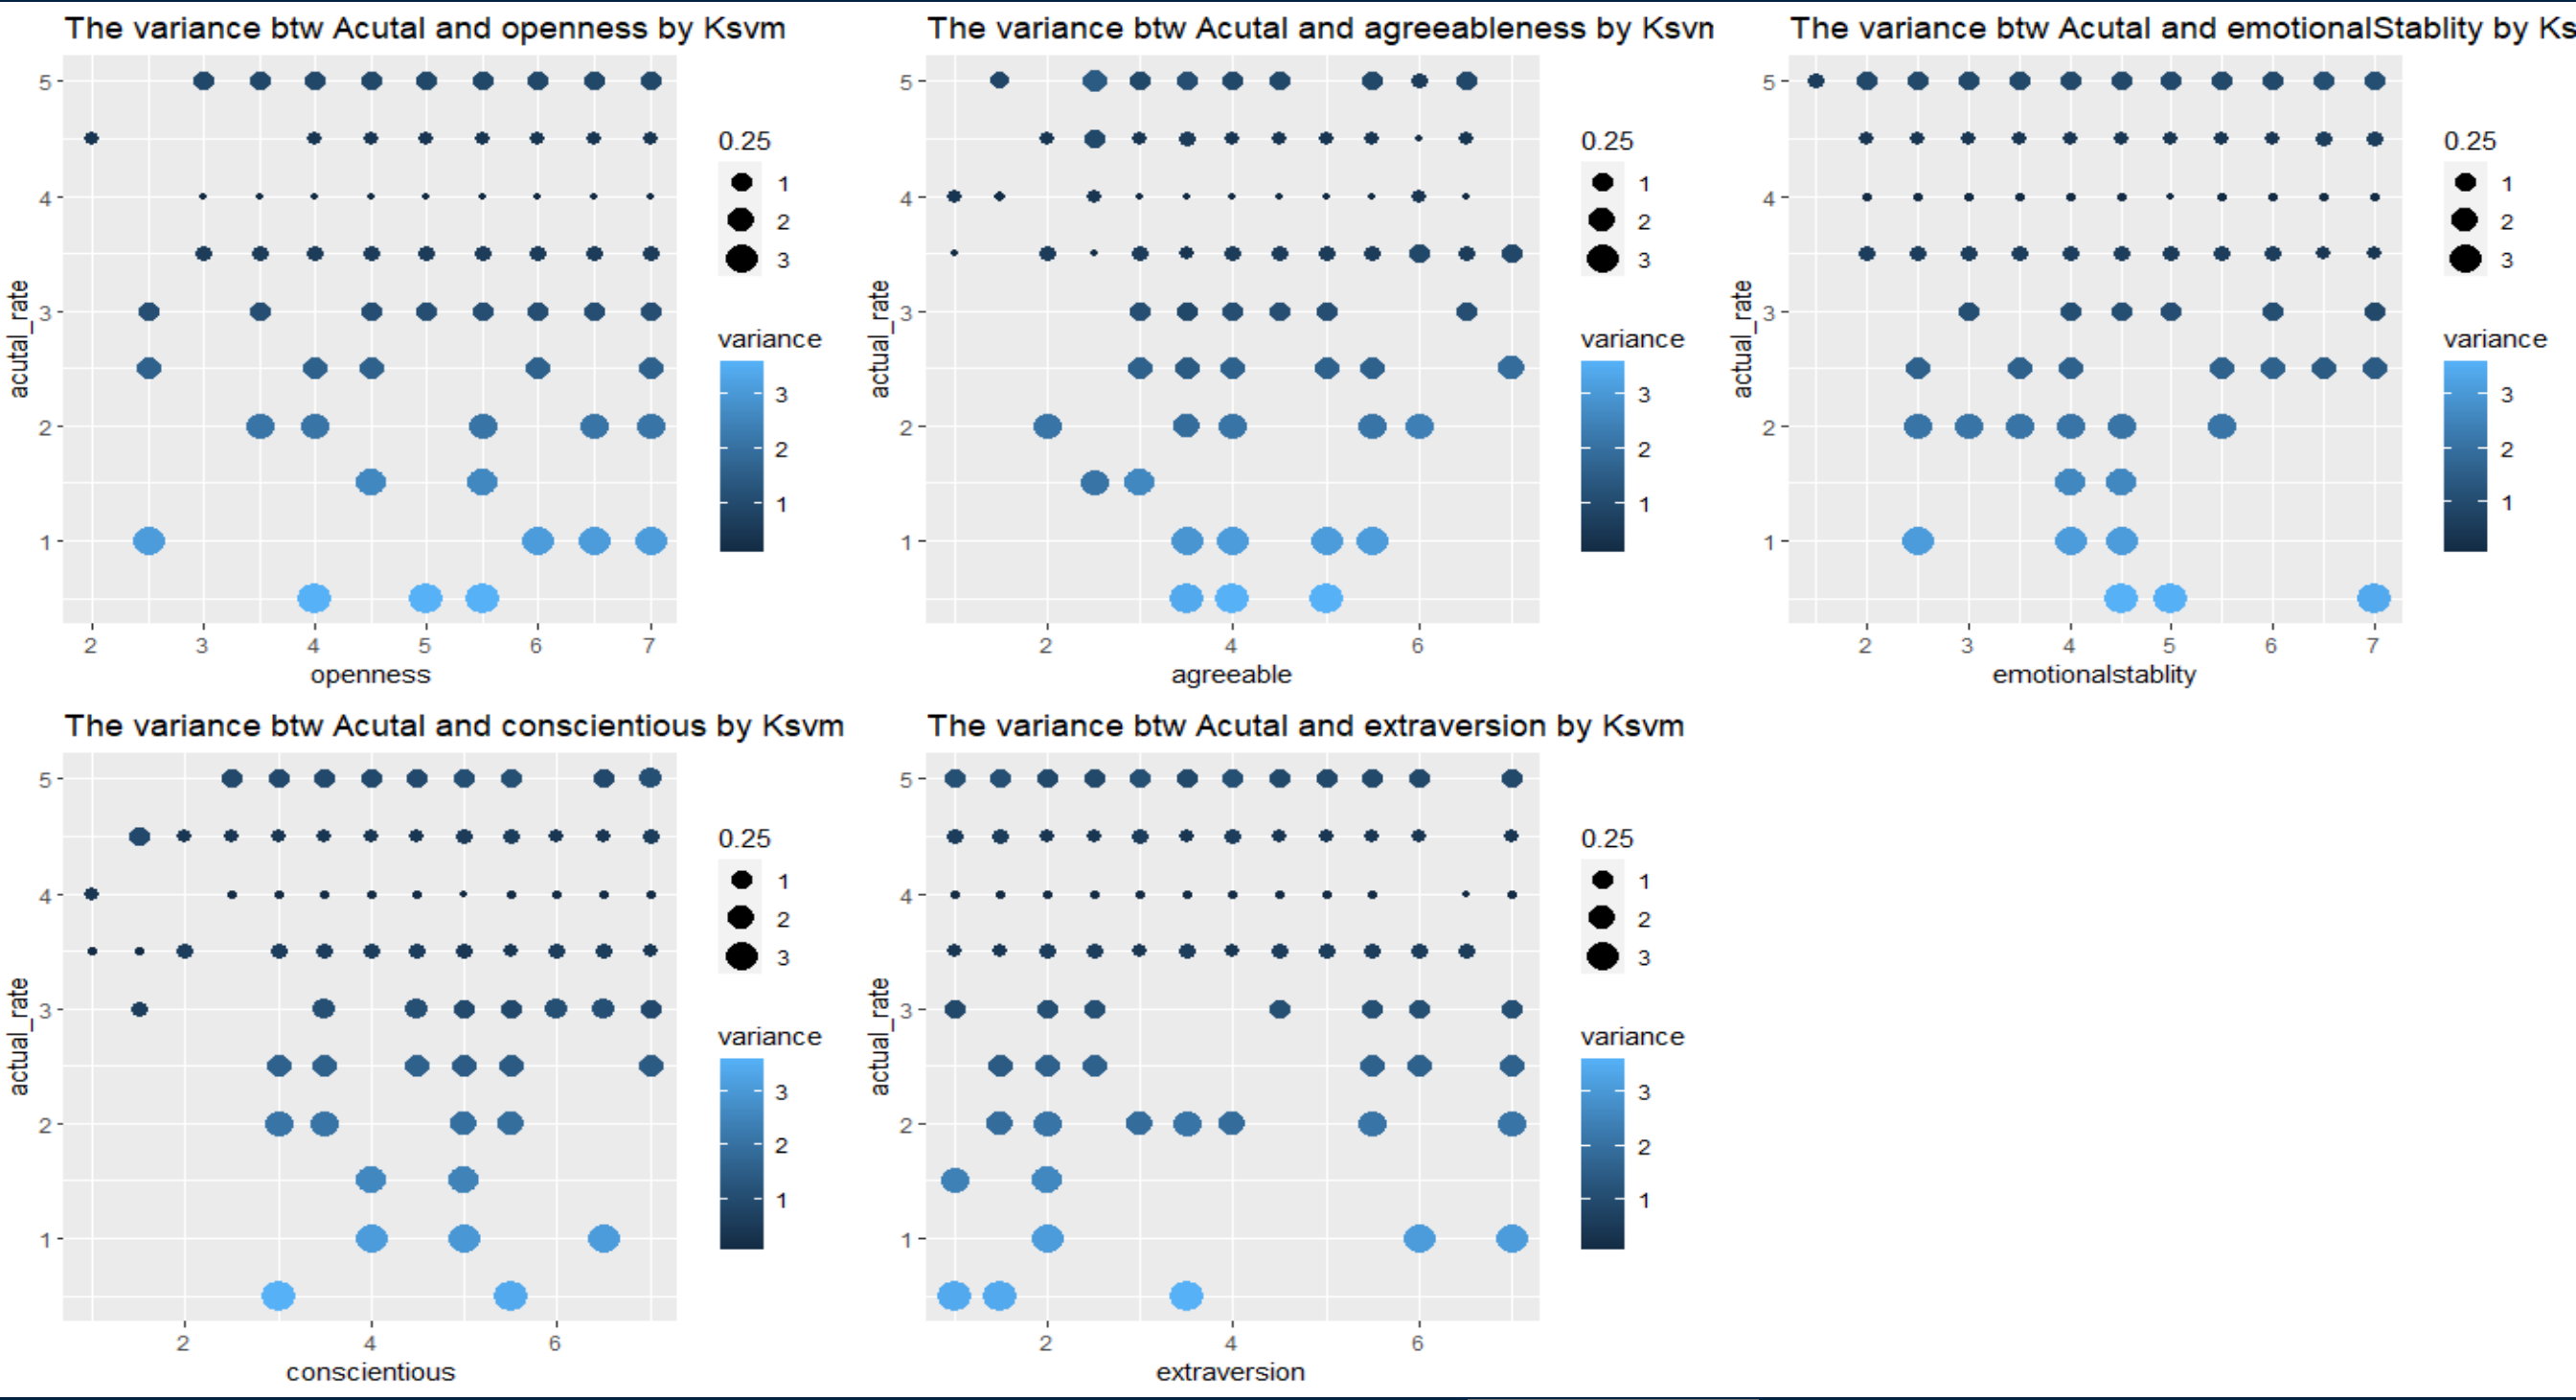 The variance btw Acutal and openness by Ksvm
acutal_rate
5
4
3
2
1
2 3 4 5 6 7
openness
0.25
1
2
3
variance
3
2
1
The variance btw Acutal and agreeableness by Ksvn
actual_rate
5
4
3
2
1
2 4 6
agreeable
0.25
1
2
3
variance
3
2
1
The variance btw Acutal and emotionalStablity by Ks
actual_rate
5
4
3
2
1
2 3 4 5 6 7
emotionalstablity
0.25
1
2
3
variance
3
2
1
The variance btw Acutal and conscientious by Ksvm
actual_rate
5
4
3
2
1
2 4 6
conscientious
0.25
1
2
3
variance
3
2
1
The variance btw Acutal and extraversion by Ksvm
actual_rate
5
4
3
2
1
2 4 6
extraversion
0.25
1
2
3
variance
3
2
1